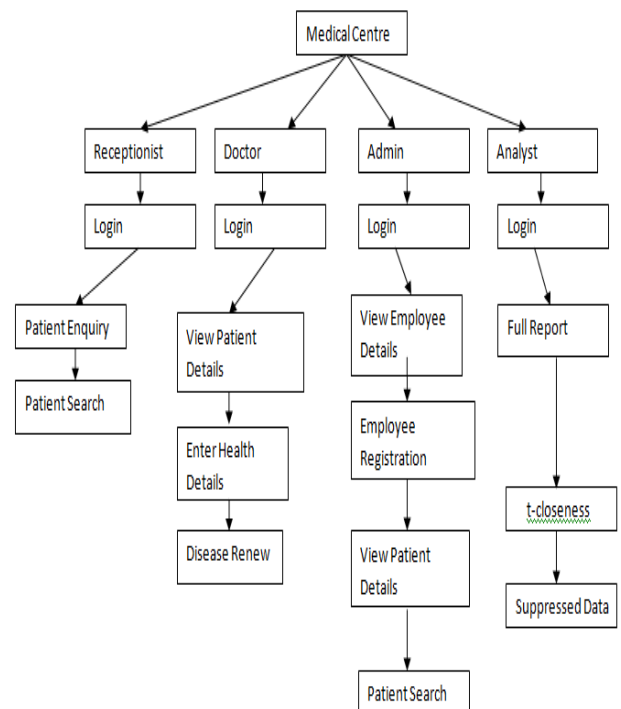 Medical Centre
Receptionist
Doctor
Admin
Analyst
Login
Login
Login
Login
Patient Enquiry
Patient Search
View Patient
Details
Enter Health
Details
Disease Renew
View Employee
Details
Employee
Registration
View Patient
Details
Patient Search
Full Report
t-closeness
Suppressed Data